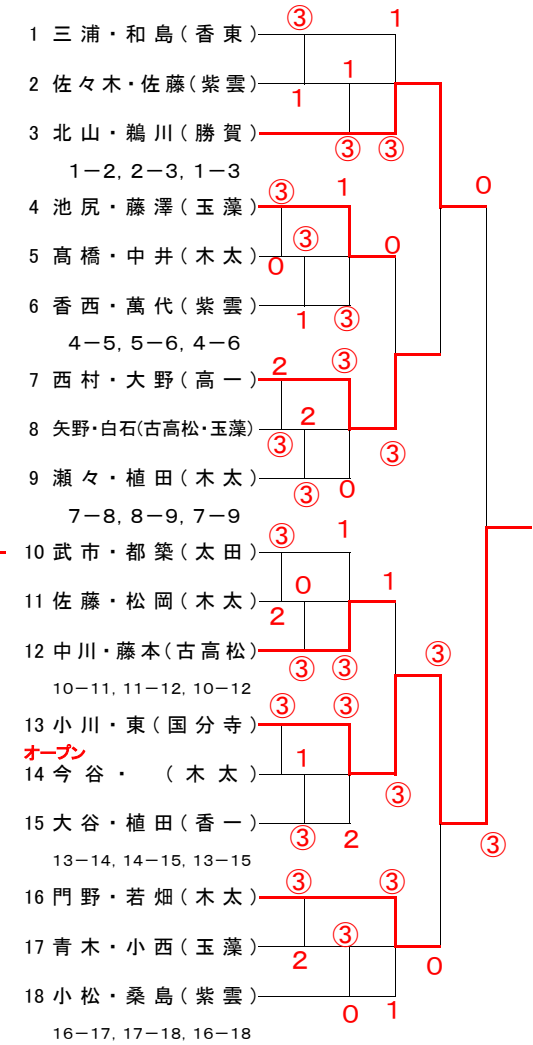 ③ 1
1 三浦・和島(香東)
1
2 佐々木・佐藤(紫雲)
1
3 北山・鵜川(勝賀)
③ ③
1－2, 2－3, 1－3
0
③ 1
4 池尻・藤澤(玉藻)
③ 0
5 髙橋・中井(木太)
0
6 香西・萬代(紫雲)
1 ③
4－5, 5－6, 4－6
2 ③
7 西村・大野(高一)
2
8 矢野・白石(古高松・玉藻)
③ ③
9 瀬々・植田(木太)
③ 0
7－8, 8－9, 7－9
③ 1
10 武市・都築(太田)
0 1
11 佐藤・松岡(木太)
2
12 中川・藤本(古高松)
③ ③ ③
10－11, 11－12, 10－12
③ ③
13 小川・東(国分寺)
オープン
1
14 今谷・　(木太)
③
15 大谷・植田(香一)
③ 2 ③
13－14, 14－15, 13－15
③ ③
16 門野・若畑(木太)
③
17 青木・小西(玉藻)
2 0
18 小松・桑島(紫雲)
0 1
16－17, 17－18, 16－18